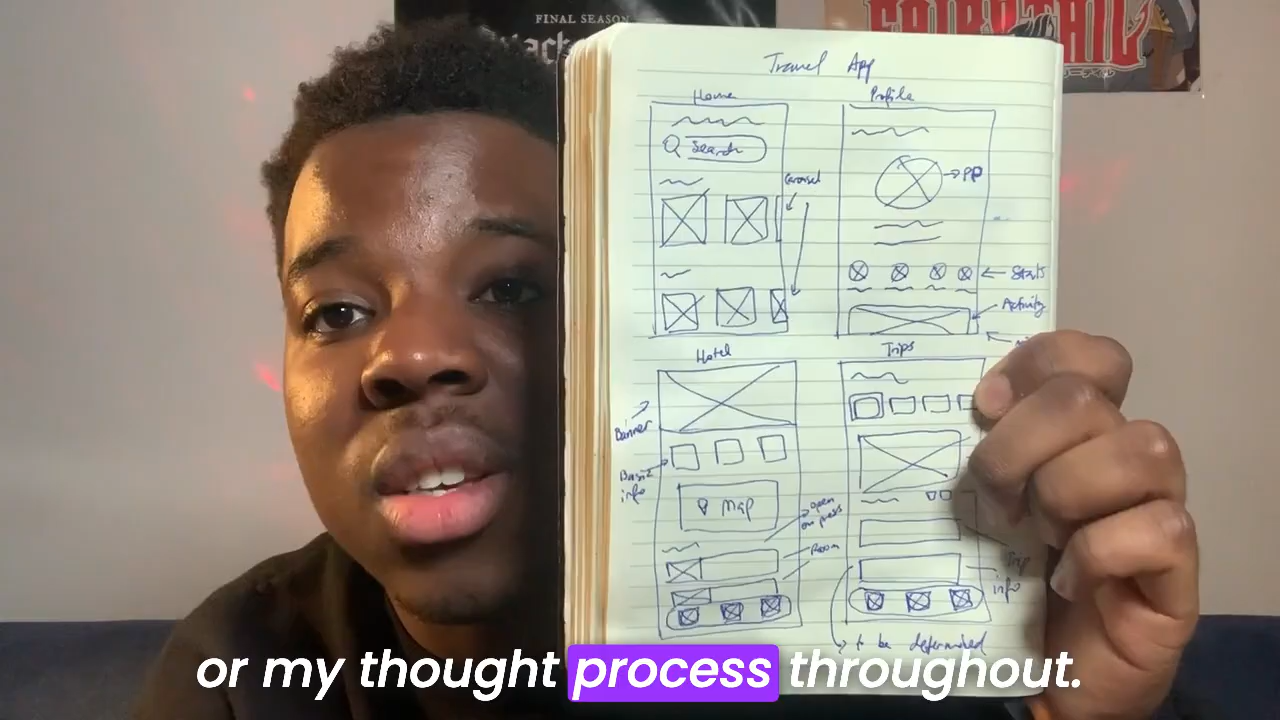 FINAL SEASON
Attack
FAIRY TAIL
Travel App
Home
Profile
Search
Carousel
→ PP
← Stats
Activity
Hotel
Trips
Banner
Basic info
Map
open on press
Room
Trip info
→ to be determined
or my thought process throughout.